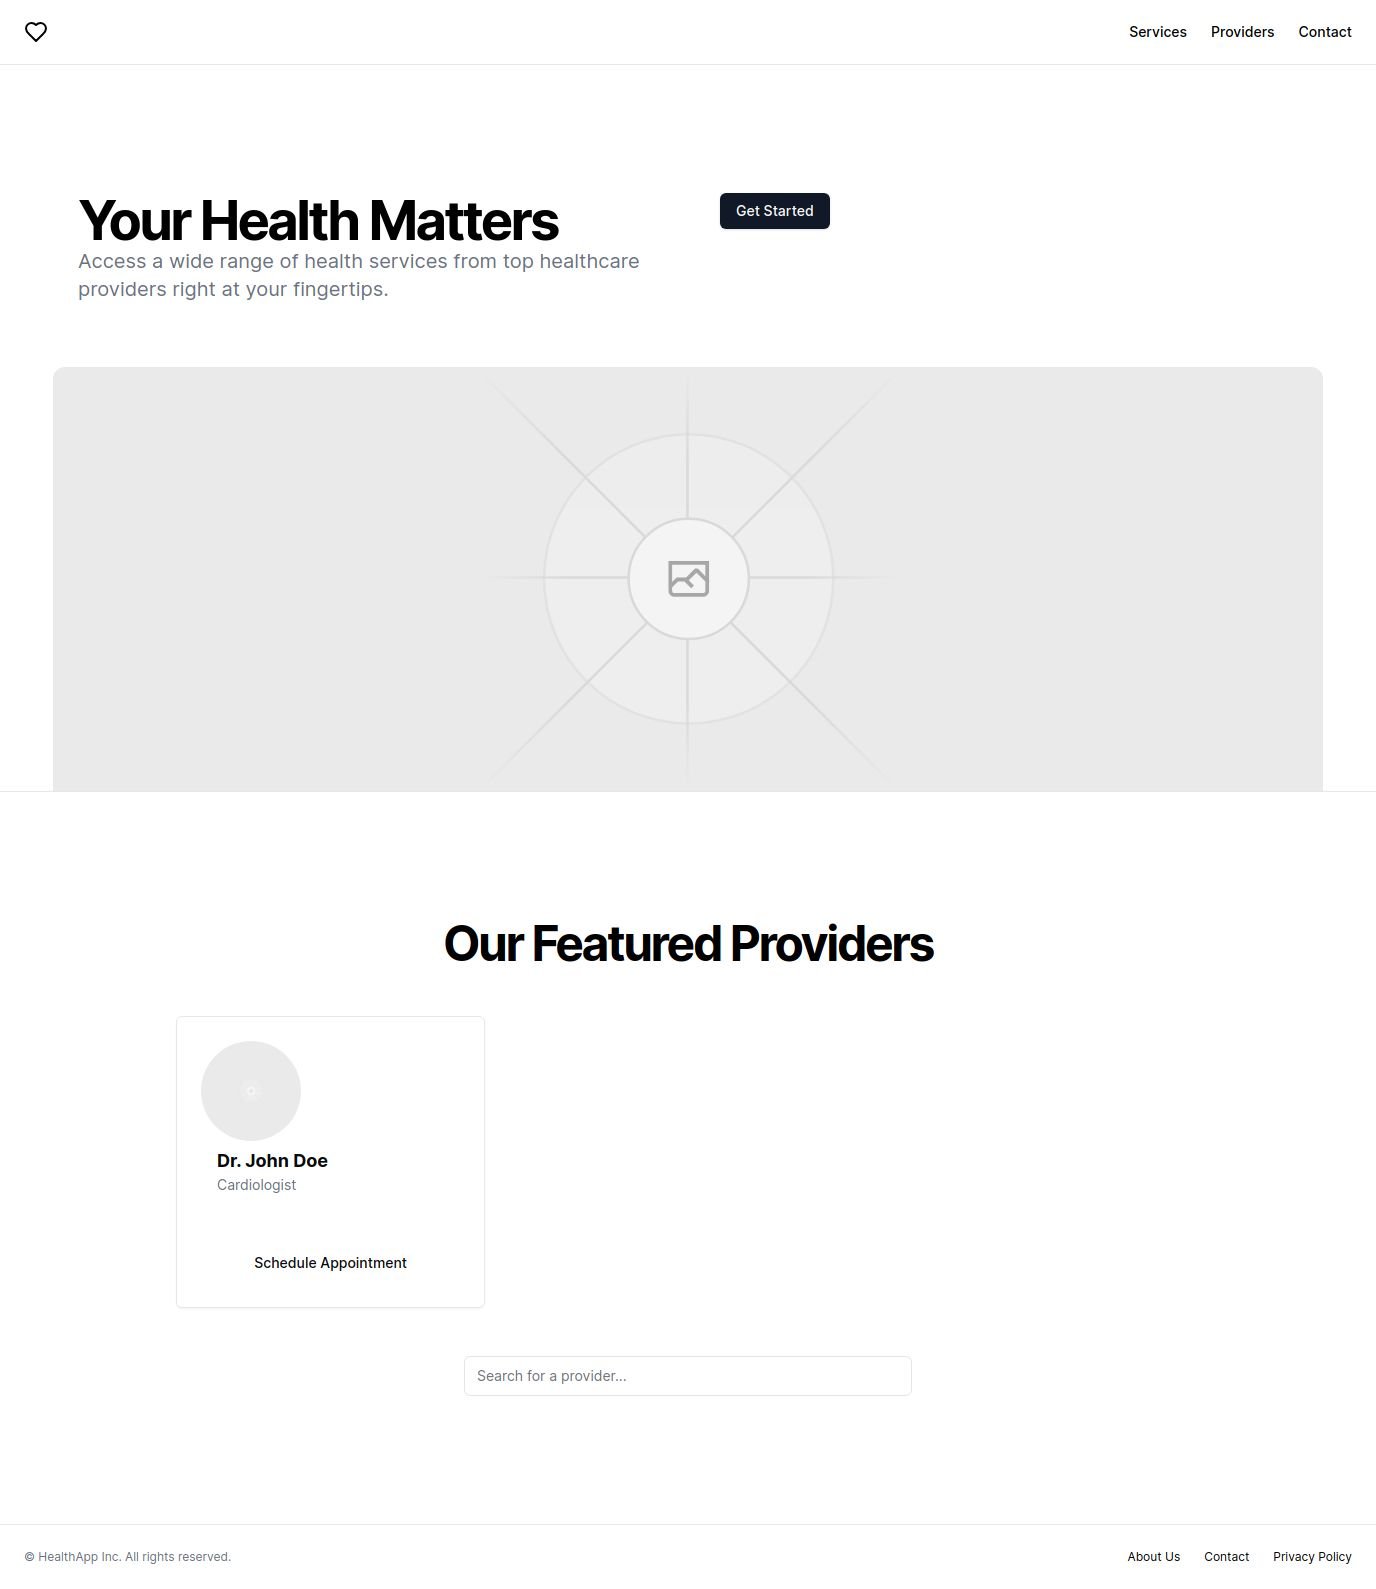 Services
Providers
Contact
Your Health Matters
Get Started
Access a wide range of health services from top healthcare
providers right at your fingertips.
Our Featured Providers
Dr. John Doe
Cardiologist
Schedule Appointment
Search for a provider...
© HealthApp Inc. All rights reserved.
About Us
Contact
Privacy Policy